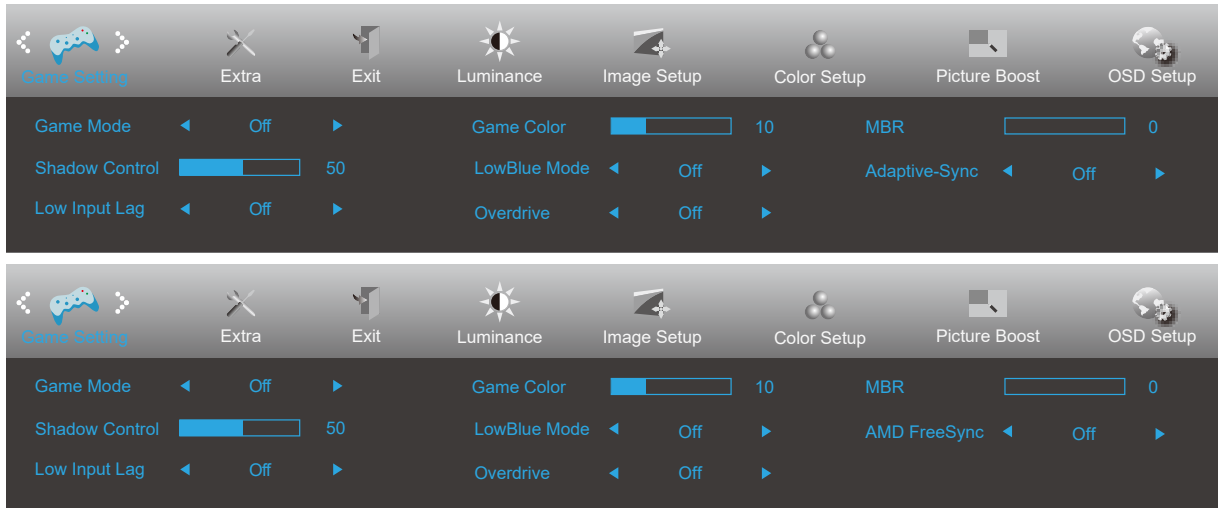 Game Setting Extra Exit Luminance Image Setup Color Setup Picture Boost OSD Setup
Game Mode Off Game Color 10 MBR 0
Shadow Control 50 LowBlue Mode Off Adaptive-Sync Off
Low Input Lag Off Overdrive Off
Game Setting Extra Exit Luminance Image Setup Color Setup Picture Boost OSD Setup
Game Mode Off Game Color 10 MBR 0
Shadow Control 50 LowBlue Mode Off AMD FreeSync Off
Low Input Lag Off Overdrive Off